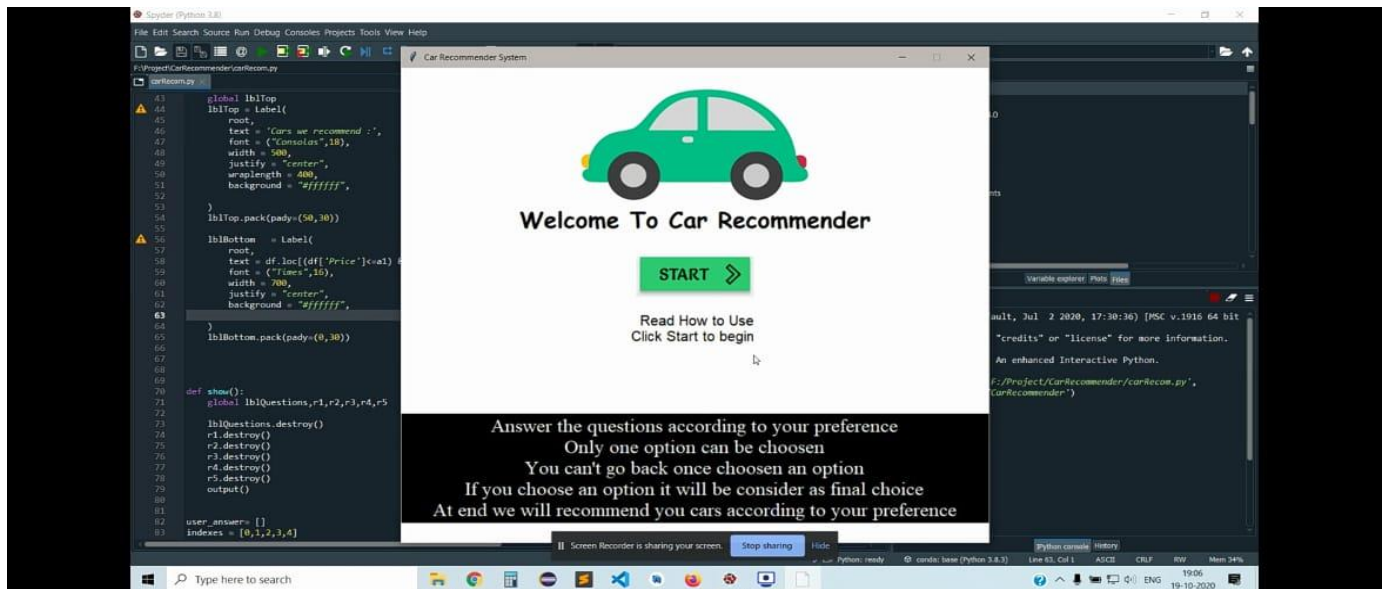 Spyder (Python 3.8)
File Edit Search Source Run Debug Consoles Projects Tools View Help
F:\Project\CarRecommender\carRecom.py
carRecom.py
43 global lblTop
44 lblTop = Label(
45 root,
46 text = 'Cars we recommend :',
47 font = ("Consolas",18),
48 width = 500,
49 justify = "center",
50 wraplength = 400,
51 background = "#ffffff",
52
53 )
54 lblTop.pack(pady=(50,30))
55
56 lblBottom = Label(
57 root,
58 text = df.loc[(df['Price']<=a1) &
59 font = ("Times",16),
60 width = 700,
61 justify = "center",
62 background = "#ffffff",
63
64 )
65 lblBottom.pack(pady=(0,30))
66
67
68
69
70 def show():
71 global lblQuestions,r1,r2,r3,r4,r5
72
73 lblQuestions.destroy()
74 r1.destroy()
75 r2.destroy()
76 r3.destroy()
77 r4.destroy()
78 r5.destroy()
79 output()
80
81
82 user_answer= []
83 indexes = [0,1,2,3,4]
Car Recommender System
Welcome To Car Recommender
START
Read How to Use
Click Start to begin
Answer the questions according to your preference
Only one option can be choosen
You can't go back once choosen an option
If you choose an option it will be consider as final choice
At end we will recommend you cars according to your preference
Variable explorer Plots Files
ault, Jul 2 2020, 17:30:36) [MSC v.1916 64 bit
"credits" or "license" for more information.
An enhanced Interactive Python.
F:/Project/CarRecommender/carRecom.py',
CarRecommender')
IPython console History
Screen Recorder is sharing your screen. Stop sharing Hide
Python: ready conda: base (Python 3.8.3) Line 63, Col 1 ASCII CRLF RW Mem 34%
Type here to search
ENG
19:06
19-10-2020